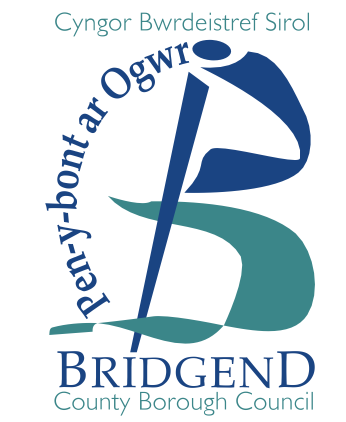 Cyngor Bwrdeistref Sirol
Pen-y-bont ar Ogwr
BRIDGEND
County Borough Council